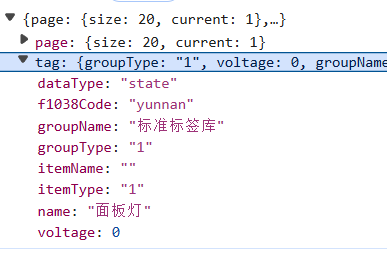 {page: {size: 20, current: 1},…}
page: {size: 20, current: 1}
tag: {groupType: "1", voltage: 0, groupName
dataType: "state"
f1038Code: "yunnan"
groupName: "标准标签库"
groupType: "1"
itemName: ""
itemType: "1"
name: "面板灯"
voltage: 0